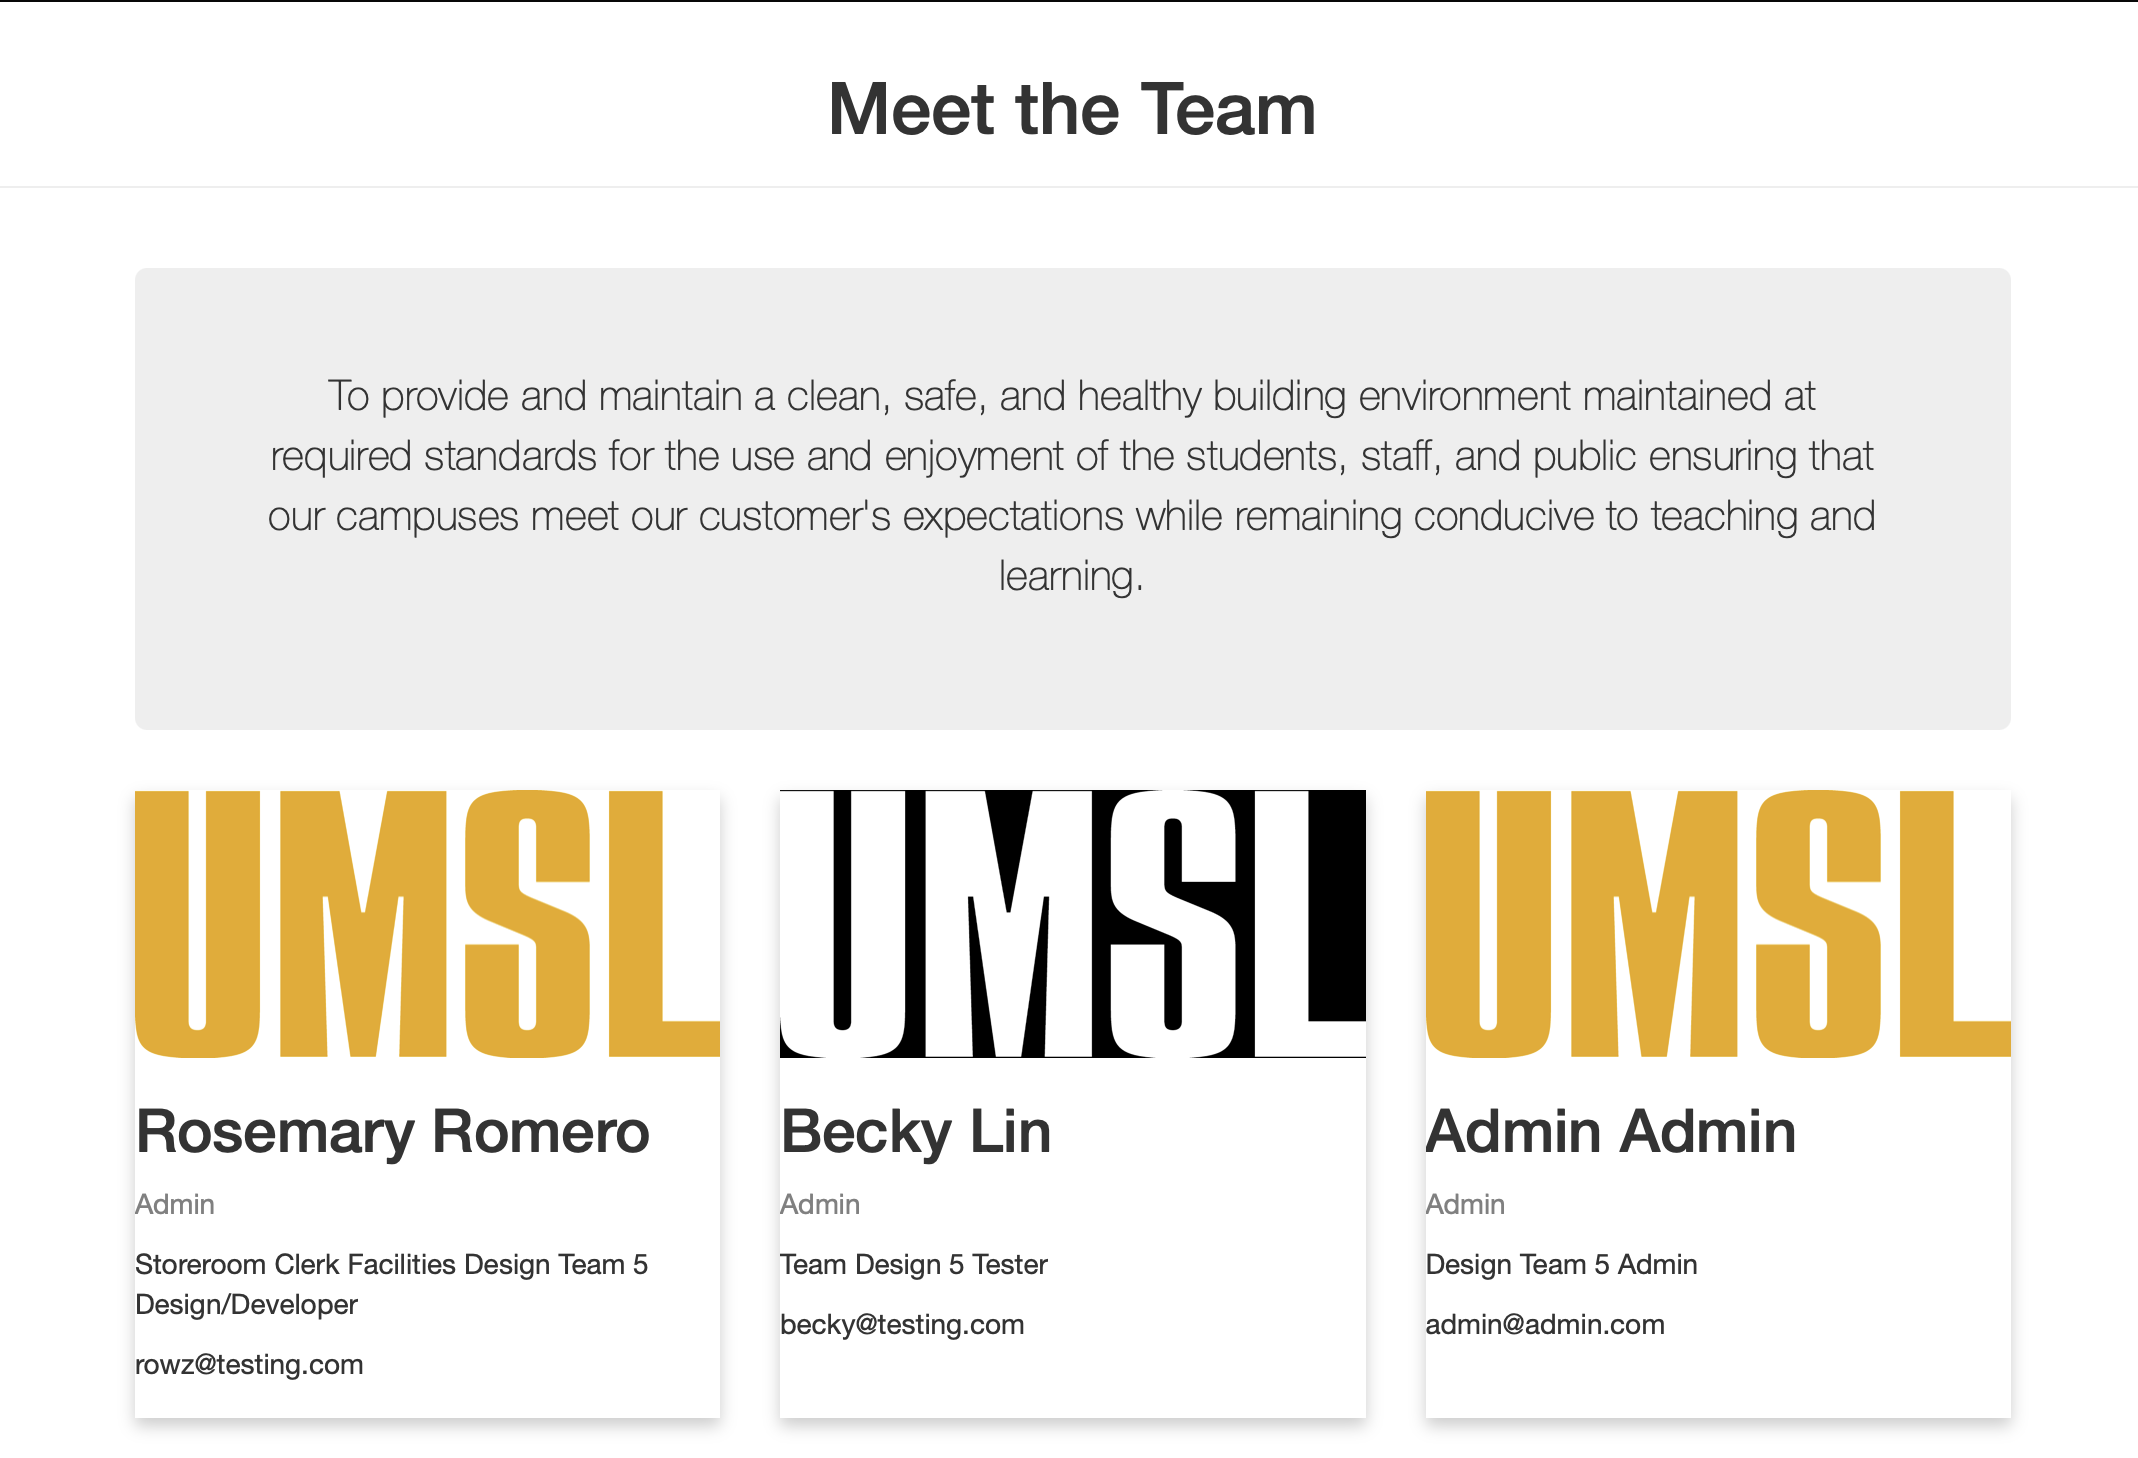 Meet the Team
To provide and maintain a clean, safe, and healthy building environment maintained at
required standards for the use and enjoyment of the students, staff, and public ensuring that
our campuses meet our customer's expectations while remaining conducive to teaching and
learning.
UMSL
Rosemary Romero
Admin
Storeroom Clerk Facilities Design Team 5
Design/Developer
rowz@testing.com
UMSL
Becky Lin
Admin
Team Design 5 Tester
becky@testing.com
UMSL
Admin Admin
Admin
Design Team 5 Admin
admin@admin.com